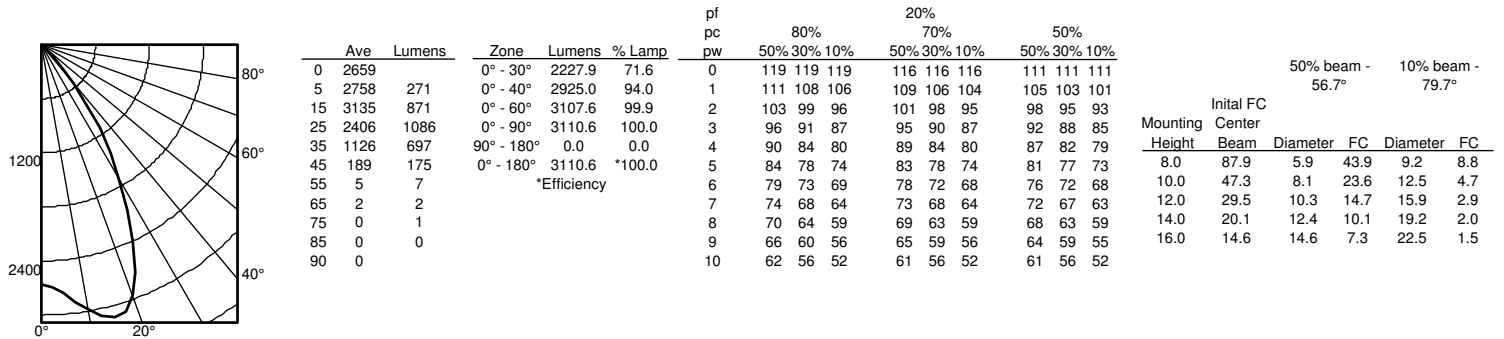 1200
2400
0°
20°
40°
60°
80°
Ave Lumens
0 2659
5 2758 271
15 3135 871
25 2406 1086
35 1126 697
45 189 175
55 5 7
65 2 2
75 0 1
85 0 0
90 0
Zone Lumens % Lamp
0° - 30° 2227.9 71.6
0° - 40° 2925.0 94.0
0° - 60° 3107.6 99.9
0° - 90° 3110.6 100.0
90° - 180° 0.0 0.0
0° - 180° 3110.6 *100.0
*Efficiency
pf 20%
pc 80% 70% 50%
pw 50% 30% 10% 50% 30% 10% 50% 30% 10%
0 119 119 119 116 116 116 111 111 111
1 111 108 106 109 106 104 105 103 101
2 103 99 96 101 98 95 98 95 93
3 96 91 87 95 90 87 92 88 85
4 90 84 80 89 84 80 87 82 79
5 84 78 74 83 78 74 81 77 73
6 79 73 69 78 72 68 76 72 68
7 74 68 64 73 68 64 72 67 63
8 70 64 59 69 63 59 68 63 59
9 66 60 56 65 59 56 64 59 55
10 62 56 52 61 56 52 61 56 52
50% beam - 10% beam -
56.7° 79.7°
Inital FC
Mounting Center
Height Beam Diameter FC Diameter FC
8.0 87.9 5.9 43.9 9.2 8.8
10.0 47.3 8.1 23.6 12.5 4.7
12.0 29.5 10.3 14.7 15.9 2.9
14.0 20.1 12.4 10.1 19.2 2.0
16.0 14.6 14.6 7.3 22.5 1.5